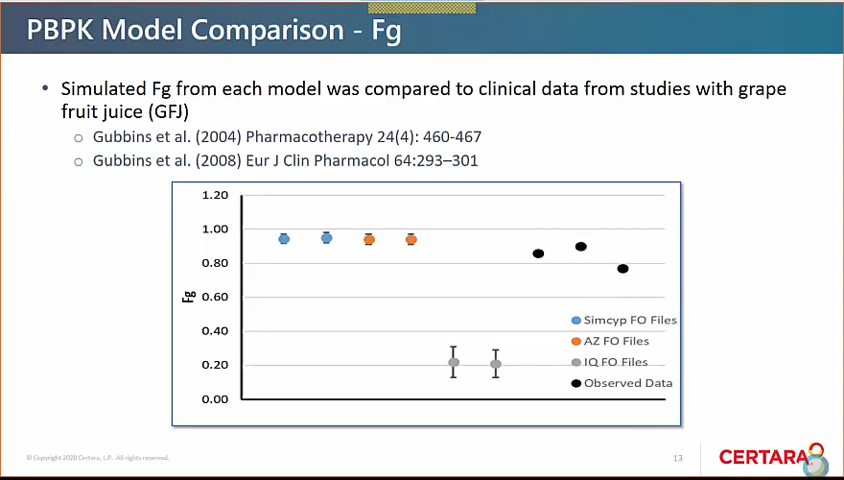 PBPK Model Comparison - Fg
• Simulated Fg from each model was compared to clinical data from studies with grape
fruit juice (GFJ)
○ Gubbins et al. (2004) Pharmacotherapy 24(4): 460-467
○ Gubbins et al. (2008) Eur J Clin Pharmacol 64:293–301
1.20
1.00
0.80
0.60
0.40
0.20
0.00
Fg
Simcyp FO Files
AZ FO Files
IQ FO Files
Observed Data
© Copyright 2020 Certara, L.P. All rights reserved.
13
CERTARA